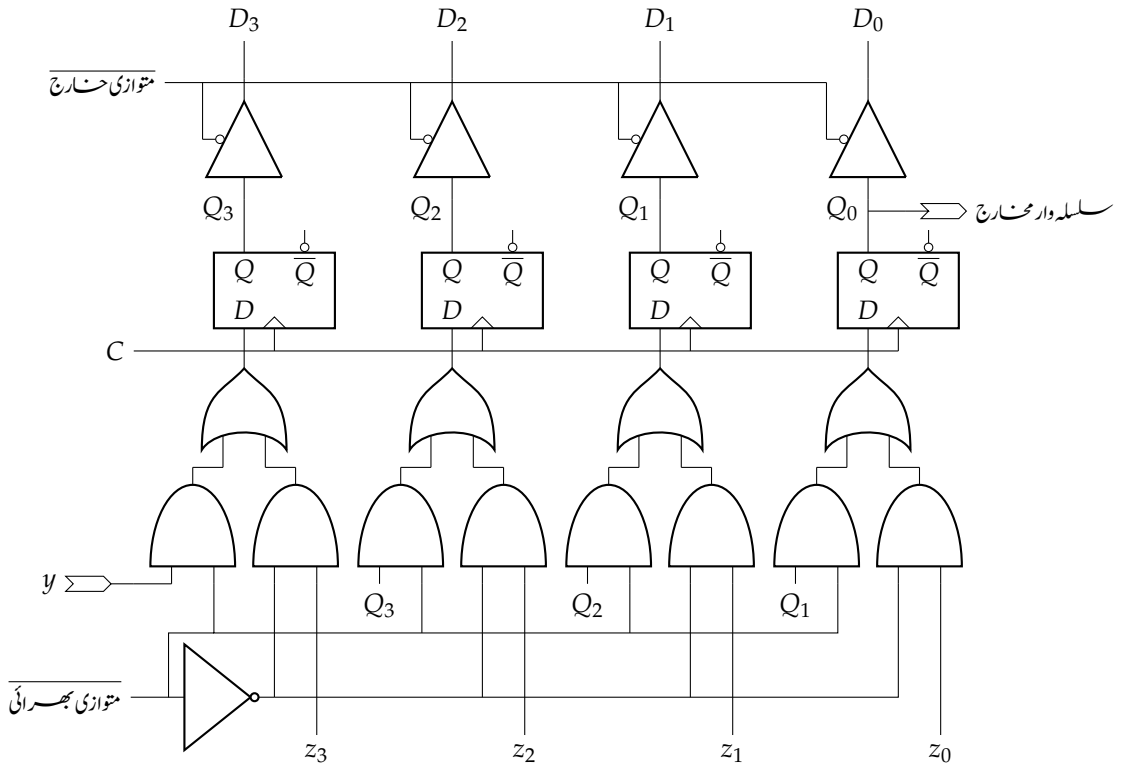 D₃ D₂ D₁ D₀
متوازی خارج
Q₃ Q₂ Q₁ Q₀ سلسلہ وار مخارج
Q Q̅ Q Q̅ Q Q̅ Q Q̅
D D D D
C
y
Q₃ Q₂ Q₁
متوازی بھرائی
z₃ z₂ z₁ z₀